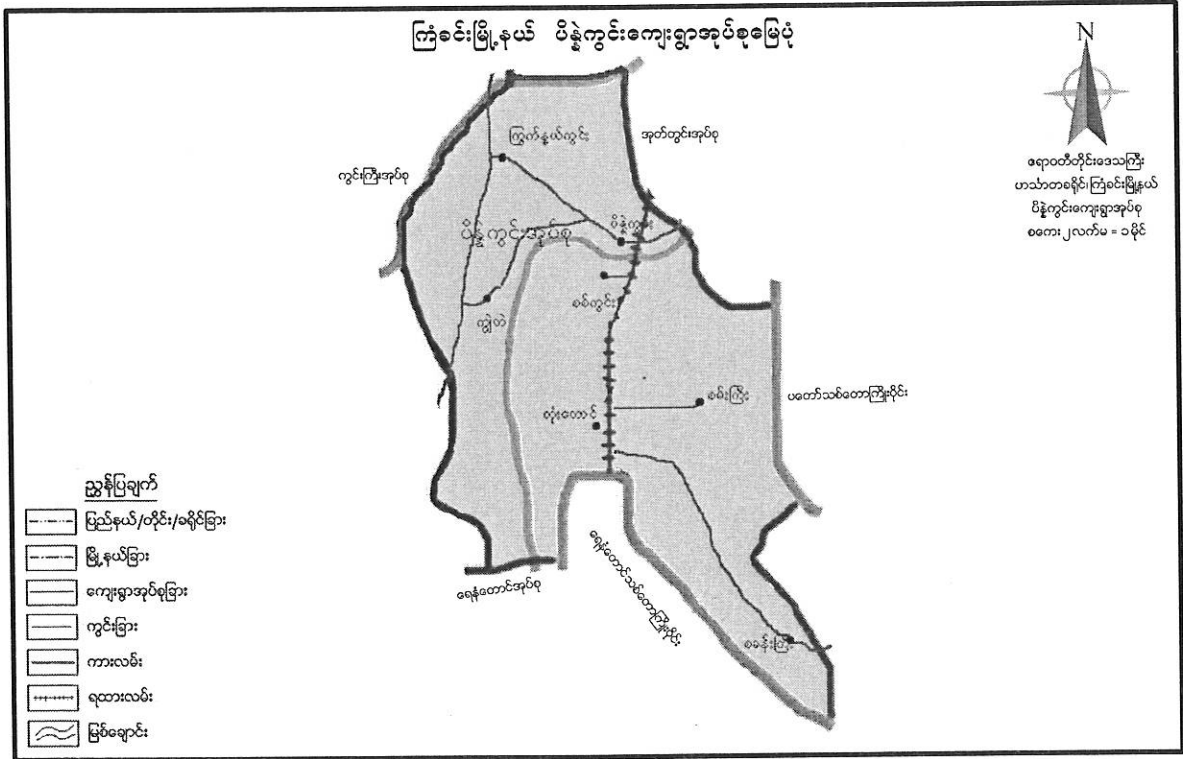 ကြံခင်းမြို့နယ် ပိန္နဲကွင်းကျေးရွာအုပ်စုမြေပုံ
N
ဧရာဝတီတိုင်းဒေသကြီး
ဟင်္သာတခရိုင်၊ကြံခင်းမြို့နယ်
ပိန္နဲကွင်းကျေးရွာအုပ်စု
စကေး၂လက်မ = ၁မိုင်
ကြွက်နွယ်ကွင်း
အုတ်တွင်းအုပ်စု
ကွင်းကြီးအုပ်စု
ပိန္နဲကွင်းအုပ်စု
ပိန္နဲကွင်း
စစ်ကွင်း
ကျွဲတဲ
စမ်းကြီး
ပတော်သစ်တောကြိုးဝိုင်း
ရေနံတောင်အုပ်စု
ရေနံတောင်သစ်တောကြိုးဝိုင်း
စခန်းကြီး
ညွှန်ပြချက်
ပြည်နယ်/တိုင်း/ခရိုင်ခြား
မြို့နယ်ခြား
ကျေးရွာအုပ်စုခြား
ကွင်းခြား
ကားလမ်း
ရထားလမ်း
မြစ်ချောင်း